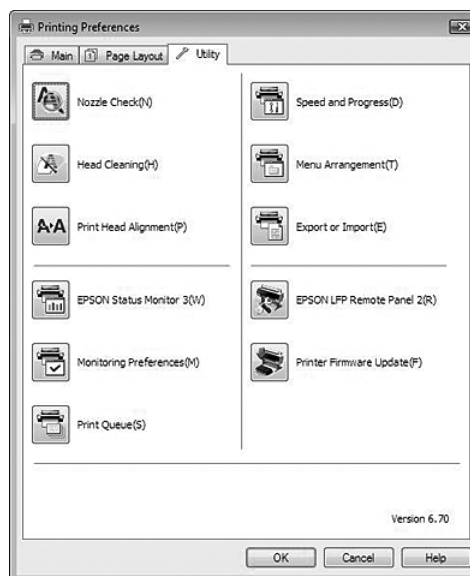 Printing Preferences
Main
Page Layout
Utility
Nozzle Check(N)
Head Cleaning(H)
Print Head Alignment(P)
EPSON Status Monitor 3(W)
Monitoring Preferences(M)
Print Queue(S)
Speed and Progress(D)
Menu Arrangement(T)
Export or Import(E)
EPSON LFP Remote Panel 2(R)
Printer Firmware Update(F)
Version 6.70
OK
Cancel
Help